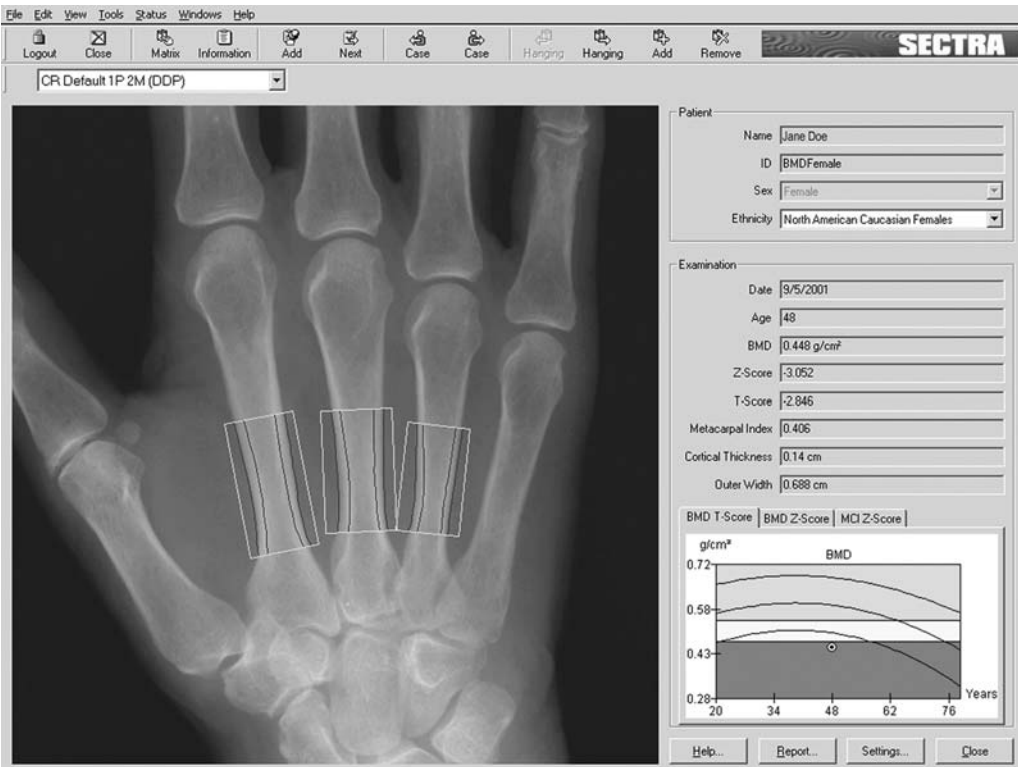 File Edit View Tools Status Windows Help
Logout Close Matrix Information Add Next Case Case Hanging Hanging Add Remove SECTRA
CR Default 1P 2M (DDP)
Patient
Name Jane Doe
ID BMDFemale
Sex Female
Ethnicity North American Caucasian Females
Examination
Date 9/5/2001
Age 48
BMD 0.448 g/cm²
Z-Score -3.052
T-Score -2.846
Metacarpal Index 0.406
Cortical Thickness 0.14 cm
Outer Width 0.688 cm
BMD T-Score BMD Z-Score MCI Z-Score
g/cm²
BMD
0.72
0.58
0.43
0.28
Years
20 34 48 62 76
Help... Report... Settings... Close